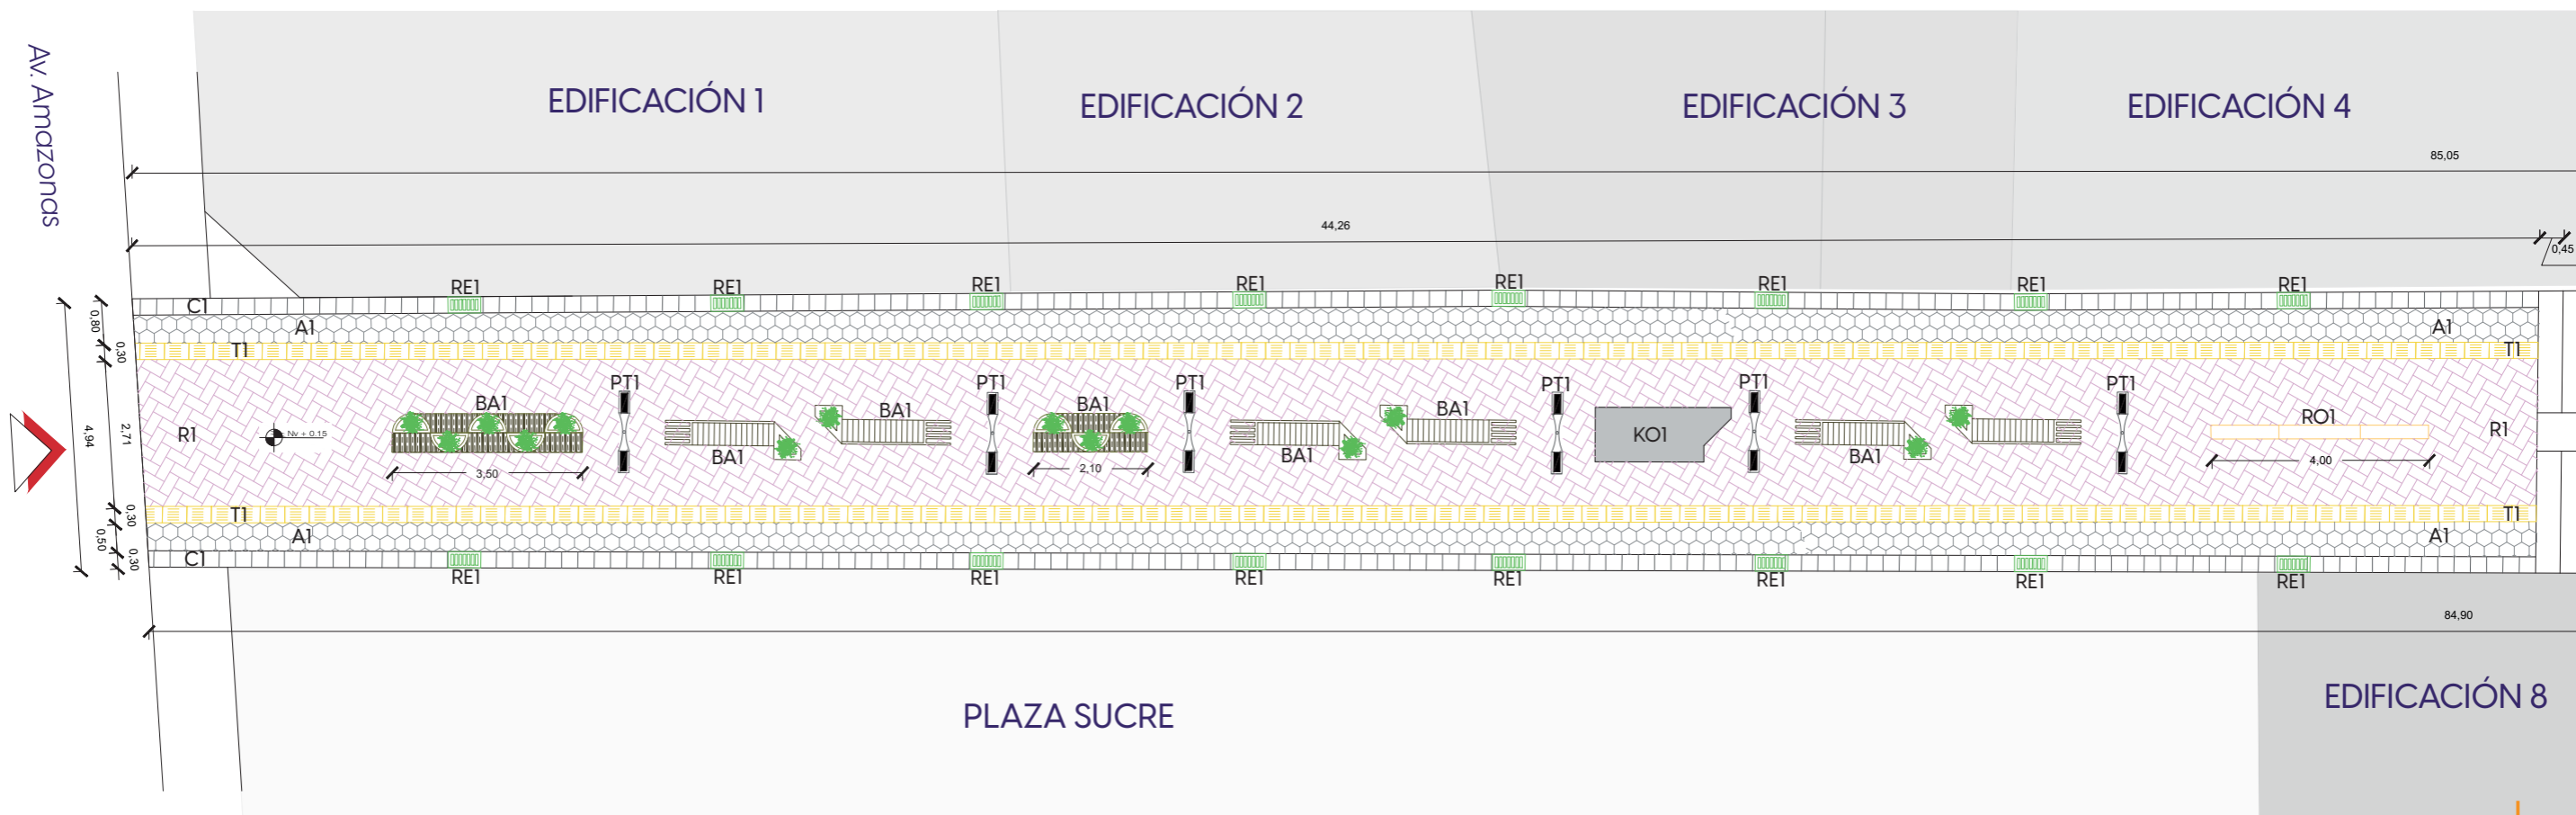 Av. Amazonas
EDIFICACIÓN 1
EDIFICACIÓN 2
EDIFICACIÓN 3
EDIFICACIÓN 4
85,05
44,26
0,45
RE1 RE1 RE1 RE1 RE1 RE1 RE1 RE1
C1
0,80
A1 A1
0,30
T1 T1
PT1 PT1 PT1 PT1 PT1 PT1
BA1 BA1 BA1 BA1
4,94
2,71
R1
Nv + 0.15
KO1
RO1
R1
BA1 BA1 BA1
3,50
2,10
4,00
0,30
T1 T1
0,50
A1 A1
0,30
C1
RE1 RE1 RE1 RE1 RE1 RE1 RE1 RE1
84,90
PLAZA SUCRE
EDIFICACIÓN 8